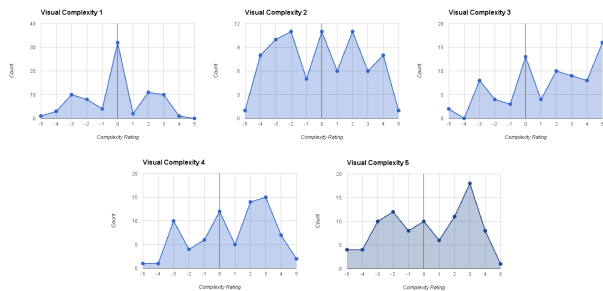 Visual Complexity 1
40
30
20
10
0
Count
-5 -4 -3 -2 -1 0 1 2 3 4 5
Complexity Rating
Visual Complexity 2
12
9
6
3
0
Count
-5 -4 -3 -2 -1 0 1 2 3 4 5
Complexity Rating
Visual Complexity 3
20
15
10
5
0
Count
-5 -4 -3 -2 -1 0 1 2 3 4 5
Complexity Rating
Visual Complexity 4
20
15
10
5
0
Count
-5 -4 -3 -2 -1 0 1 2 3 4 5
Complexity Rating
Visual Complexity 5
20
15
10
5
0
Count
-5 -4 -3 -2 -1 0 1 2 3 4 5
Complexity Rating